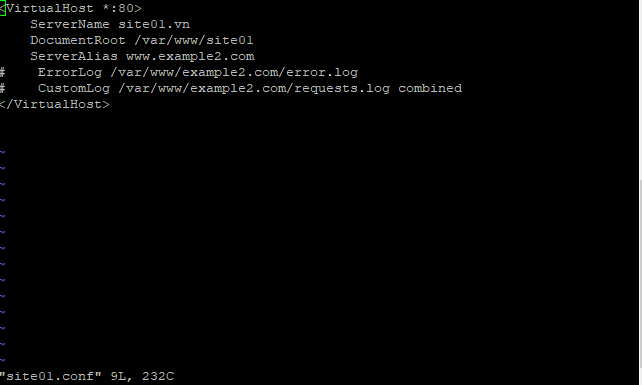 <VirtualHost *:80>
    ServerName site01.vn
    DocumentRoot /var/www/site01
    ServerAlias www.example2.com
#    ErrorLog /var/www/example2.com/error.log
#    CustomLog /var/www/example2.com/requests.log combined
</VirtualHost>
~
~
~
~
~
~
~
~
~
~
~
~
~
~
"site01.conf" 9L, 232C